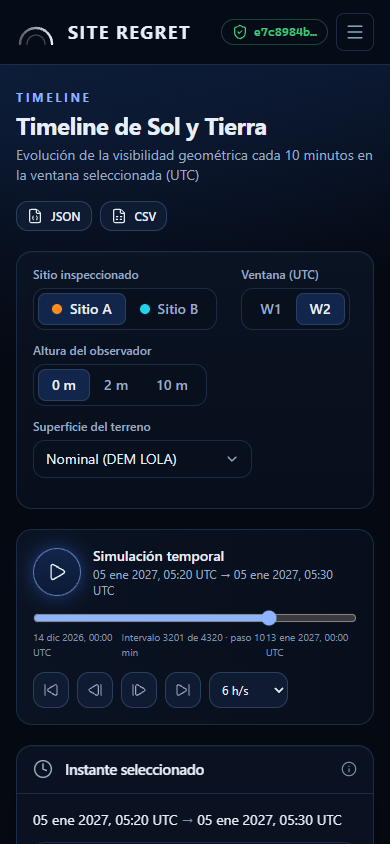 SITE REGRET
e7c8984b...
TIMELINE
Timeline de Sol y Tierra
Evolución de la visibilidad geométrica cada 10 minutos en
la ventana seleccionada (UTC)
JSON
CSV
Sitio inspeccionado
Ventana (UTC)
Sitio A
Sitio B
W1
W2
Altura del observador
0 m
2 m
10 m
Superficie del terreno
Nominal (DEM LOLA)
Simulación temporal
05 ene 2027, 05:20 UTC → 05 ene 2027, 05:30
UTC
14 dic 2026, 00:00
UTC
Intervalo 3201 de 4320 · paso 10
min
13 ene 2027, 00:00
UTC
6 h/s
Instante seleccionado
05 ene 2027, 05:20 UTC → 05 ene 2027, 05:30 UTC